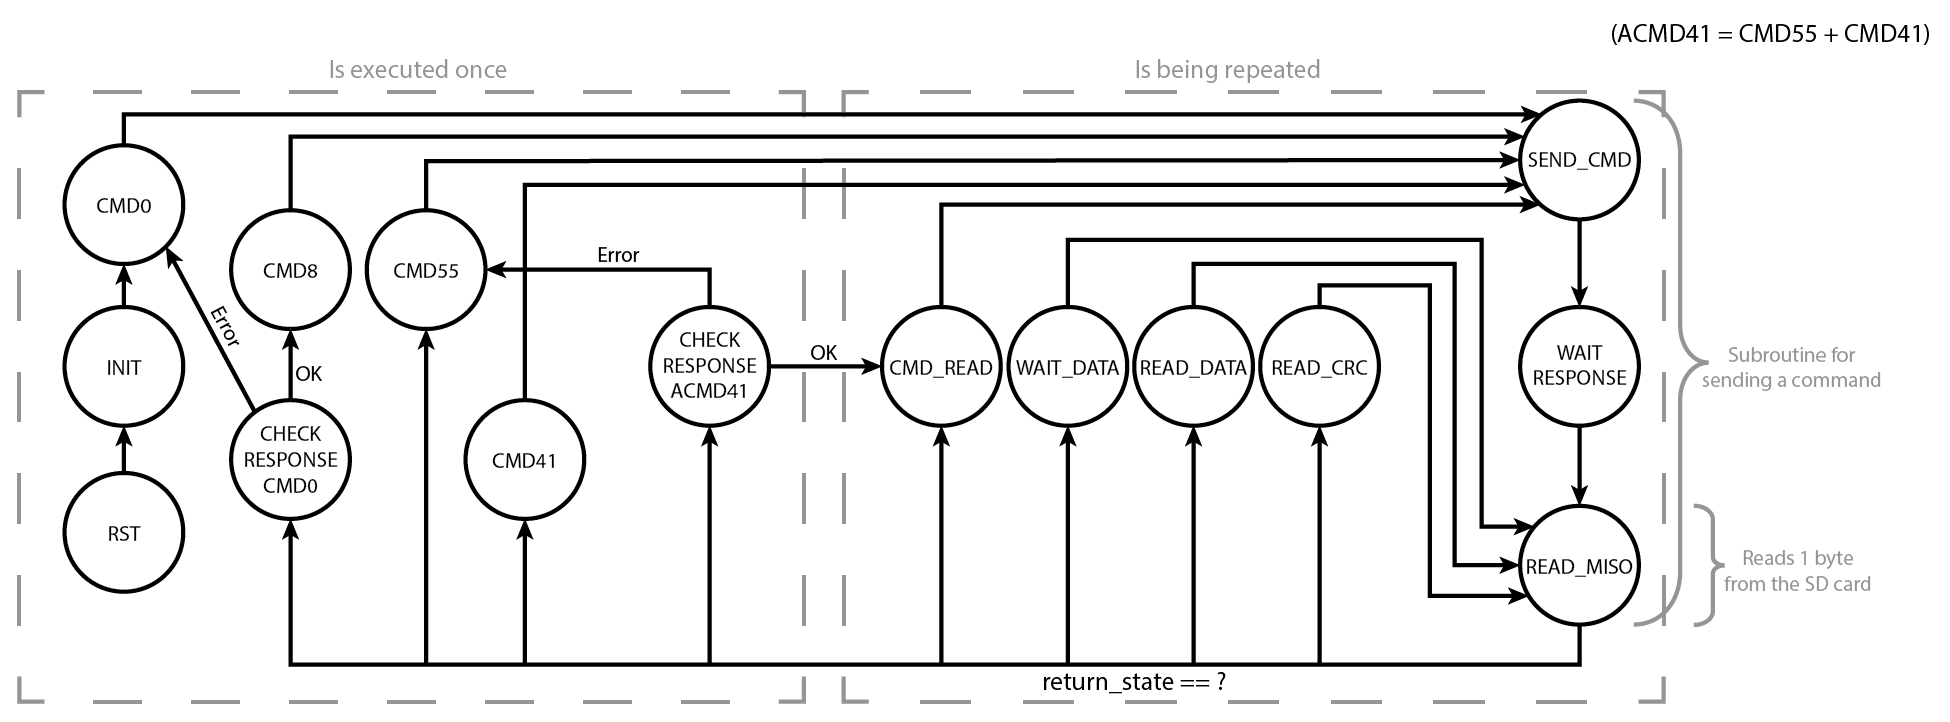 (ACMD41 = CMD55 + CMD41)
Is executed once
Is being repeated
SEND_CMD
CMD0
CMD8
CMD55
Error
Error
CHECK
RESPONSE
ACMD41
OK
INIT
OK
CMD_READ
WAIT_DATA
READ_DATA
READ_CRC
WAIT
RESPONSE
Subroutine for
sending a command
CHECK
RESPONSE
CMD0
CMD41
RST
READ_MISO
Reads 1 byte
from the SD card
return_state == ?